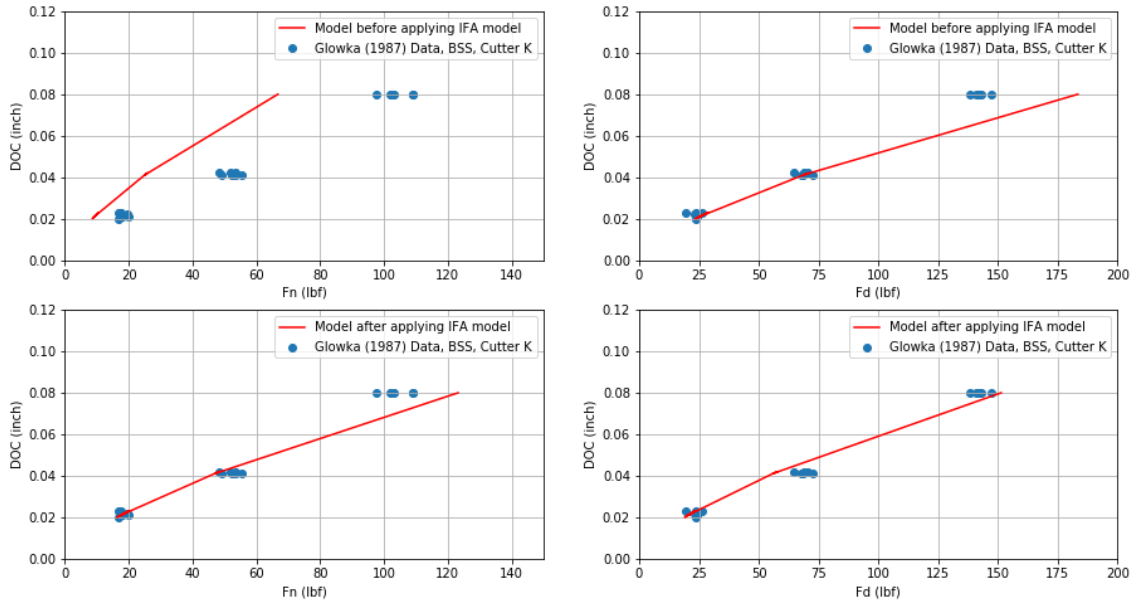 0.12
0.10
0.08
0.06
0.04
0.02
0.00
DOC (inch)
Model before applying IFA model
Glowka (1987) Data, BSS, Cutter K
0 20 40 60 80 100 120 140
Fn (lbf)
0.12
0.10
0.08
0.06
0.04
0.02
0.00
DOC (inch)
Model before applying IFA model
Glowka (1987) Data, BSS, Cutter K
0 25 50 75 100 125 150 175 200
Fd (lbf)
0.12
0.10
0.08
0.06
0.04
0.02
0.00
DOC (inch)
Model after applying IFA model
Glowka (1987) Data, BSS, Cutter K
0 20 40 60 80 100 120 140
Fn (lbf)
0.12
0.10
0.08
0.06
0.04
0.02
0.00
DOC (inch)
Model after applying IFA model
Glowka (1987) Data, BSS, Cutter K
0 25 50 75 100 125 150 175 200
Fd (lbf)